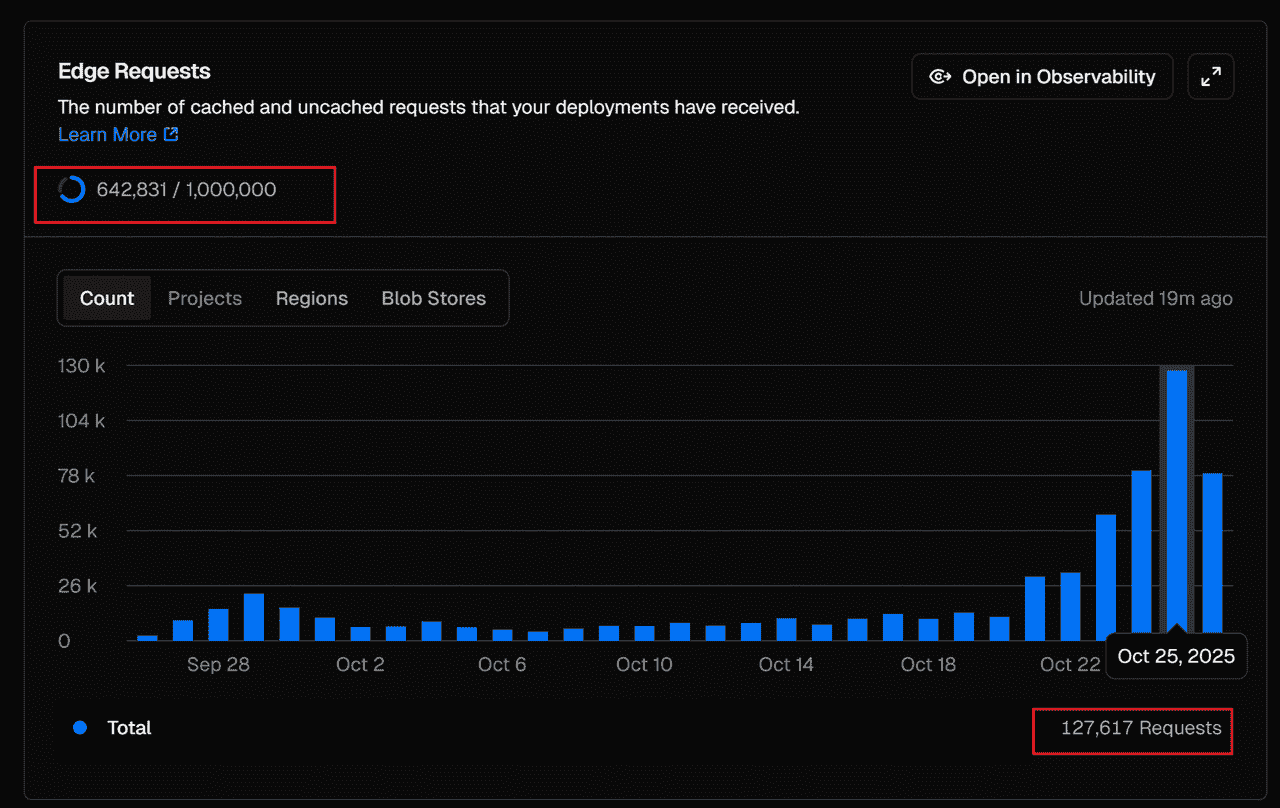 Edge Requests
Open in Observability
The number of cached and uncached requests that your deployments have received.
Learn More
642,831 / 1,000,000
Count Projects Regions Blob Stores
Updated 19m ago
130 k
104 k
78 k
52 k
26 k
0
Sep 28 Oct 2 Oct 6 Oct 10 Oct 14 Oct 18 Oct 22
Oct 25, 2025
Total
127,617 Requests